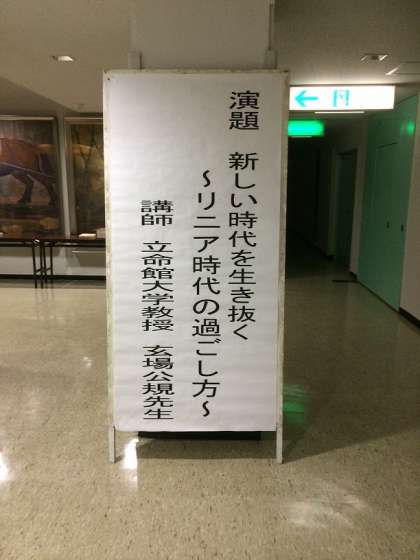 演題　新しい時代を生き抜く
～リニア時代の過ごし方～
講師　立命館大学教授　玄場公規先生